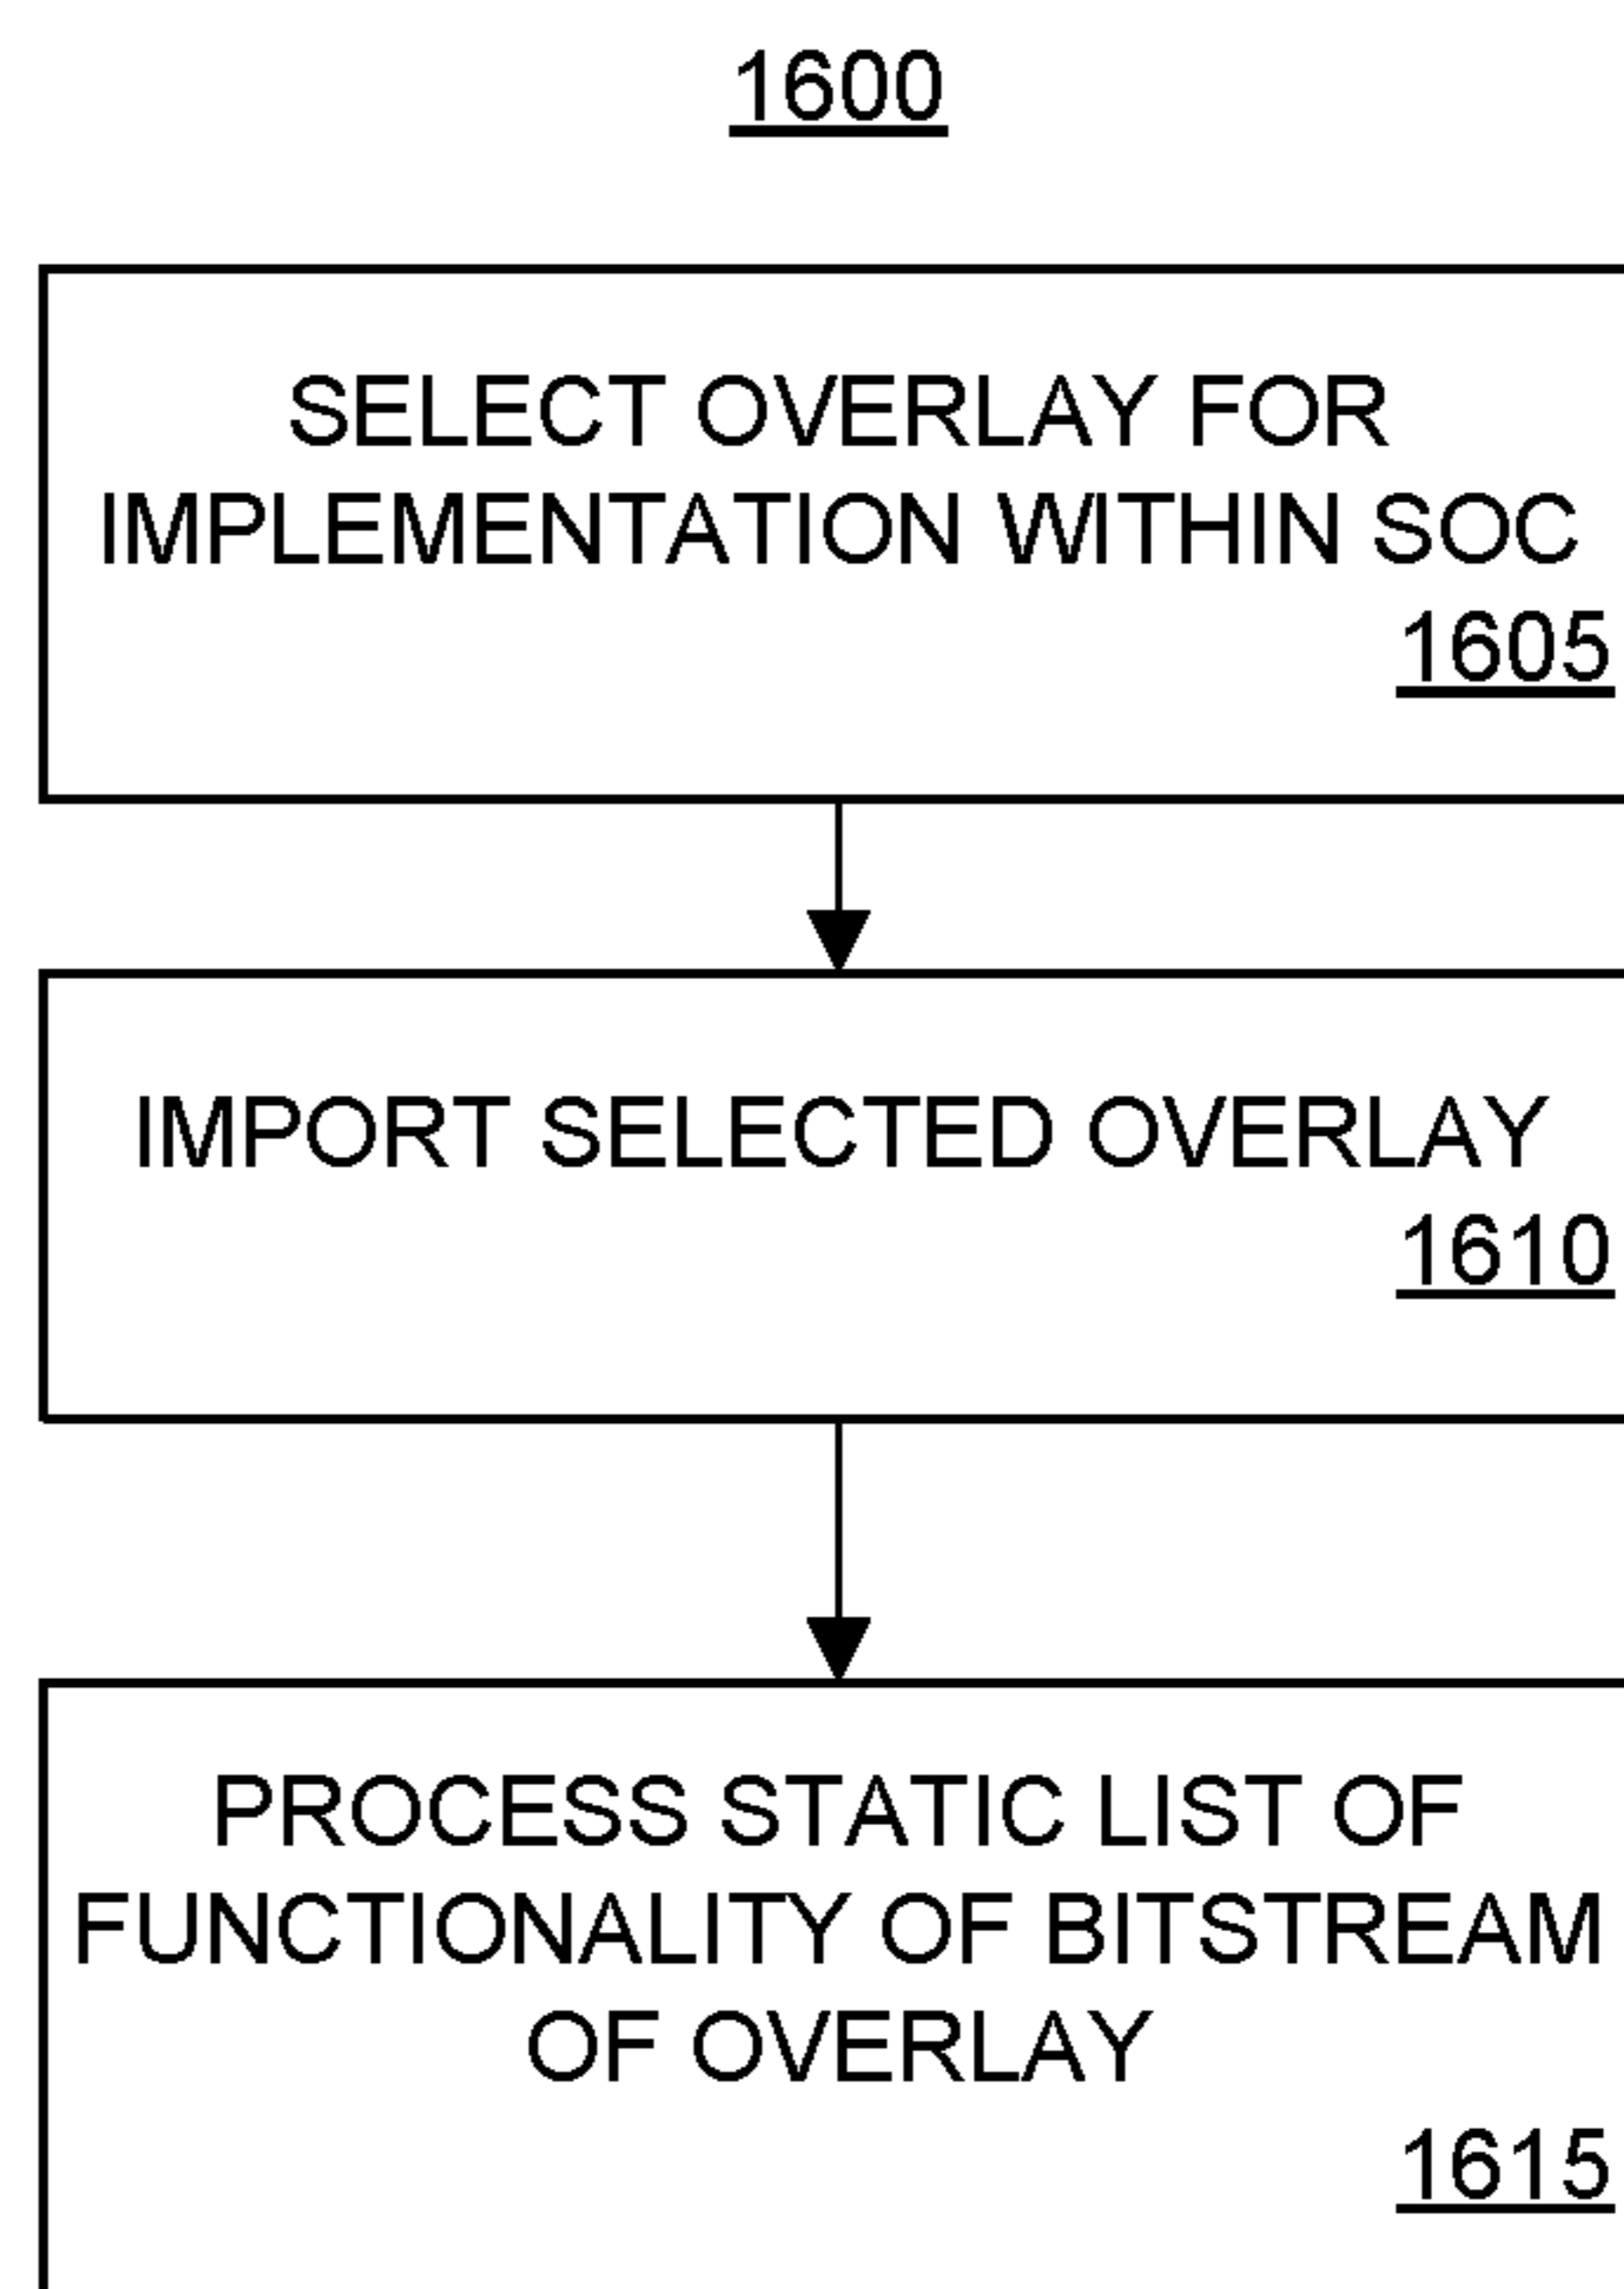 1600
SELECT OVERLAY FOR
IMPLEMENTATION WITHIN SOC
1605
IMPORT SELECTED OVERLAY
1610
PROCESS STATIC LIST OF
FUNCTIONALITY OF BITSTREAM
OF OVERLAY
1615